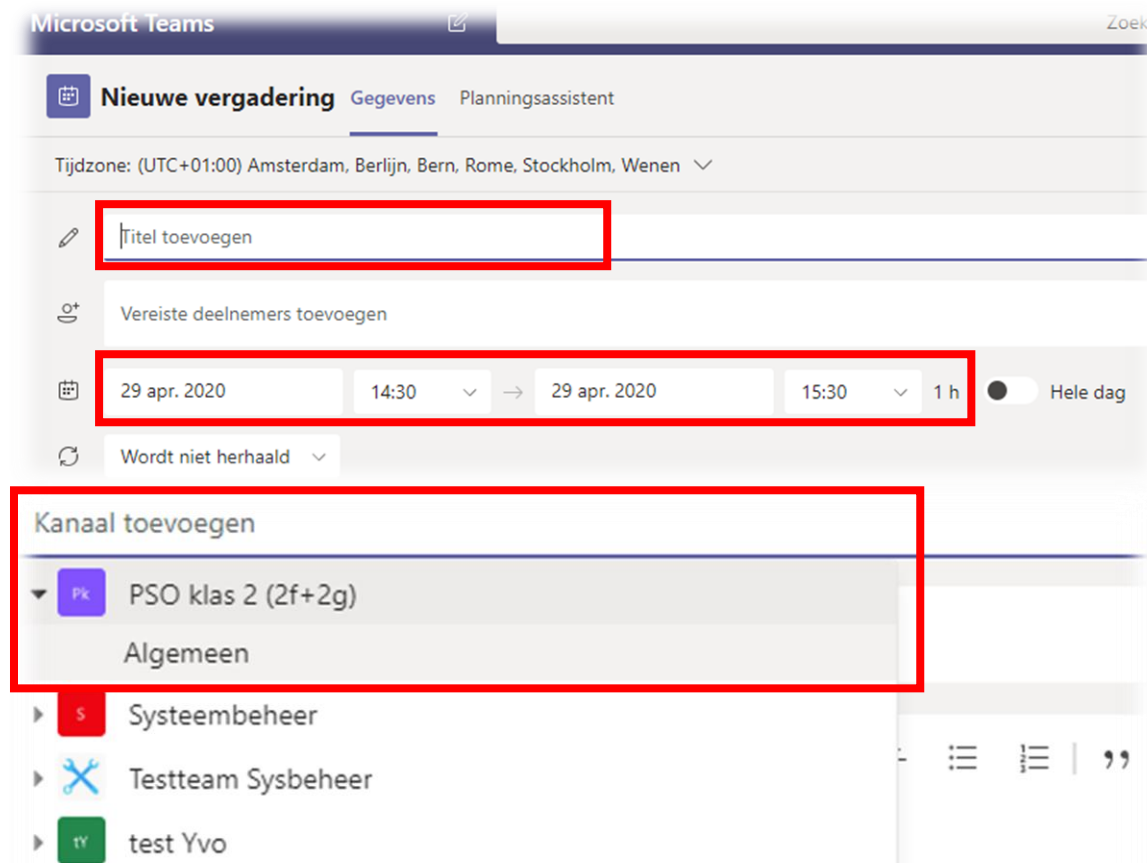 Microsoft Teams Zoek
Nieuwe vergadering Gegevens Planningsassistent
Tijdzone: (UTC+01:00) Amsterdam, Berlijn, Bern, Rome, Stockholm, Wenen
Titel toevoegen
Vereiste deelnemers toevoegen
29 apr. 2020 14:30 → 29 apr. 2020 15:30 1 h Hele dag
Wordt niet herhaald
Kanaal toevoegen
Pk PSO klas 2 (2f+2g)
Algemeen
S Systeembeheer
Testteam Sysbeheer
tY test Yvo